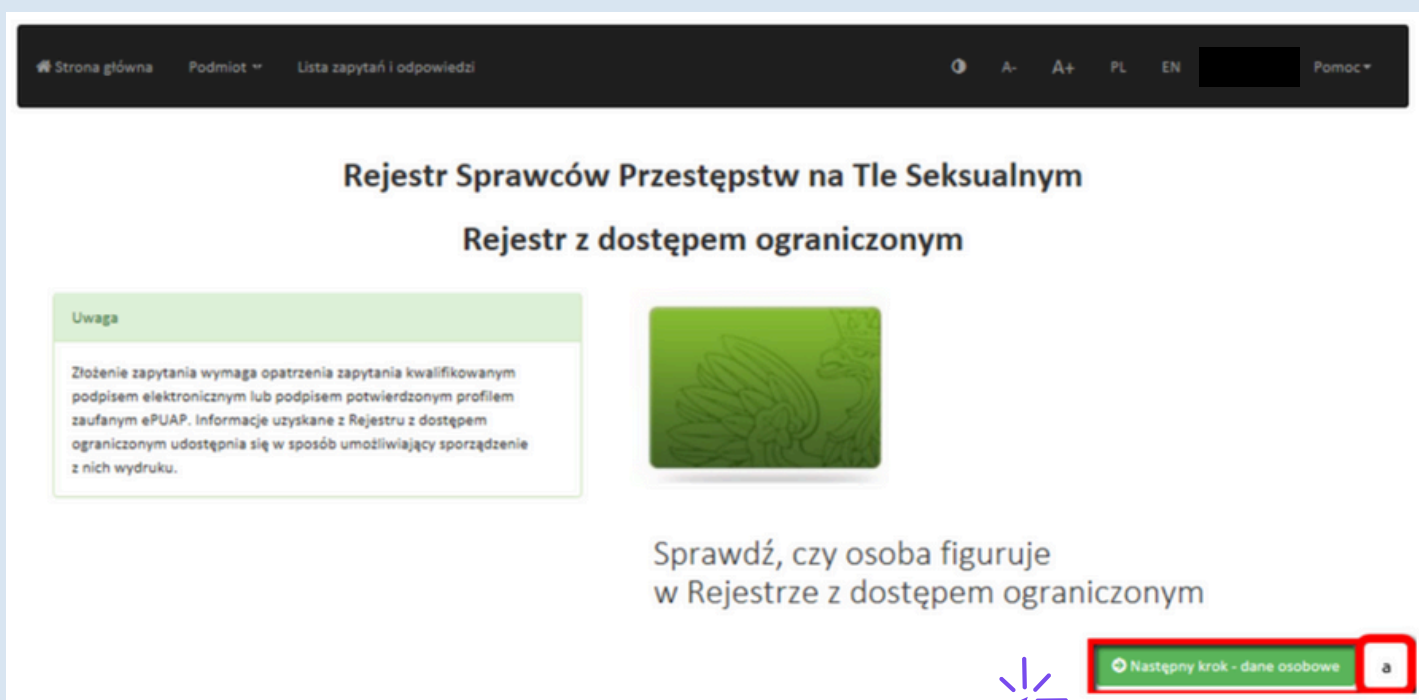 Strona główna Podmiot Lista zapytań i odpowiedzi A- A+ PL EN Pomoc
Rejestr Sprawców Przestępstw na Tle Seksualnym
Rejestr z dostępem ograniczonym
Uwaga
Złożenie zapytania wymaga opatrzenia zapytania kwalifikowanym
podpisem elektronicznym lub podpisem potwierdzonym profilem
zaufanym ePUAP. Informacje uzyskane z Rejestru z dostępem
ograniczonym udostępnia się w sposób umożliwiający sporządzenie
z nich wydruku.
Sprawdź, czy osoba figuruje
w Rejestrze z dostępem ograniczonym
Następny krok - dane osobowe a